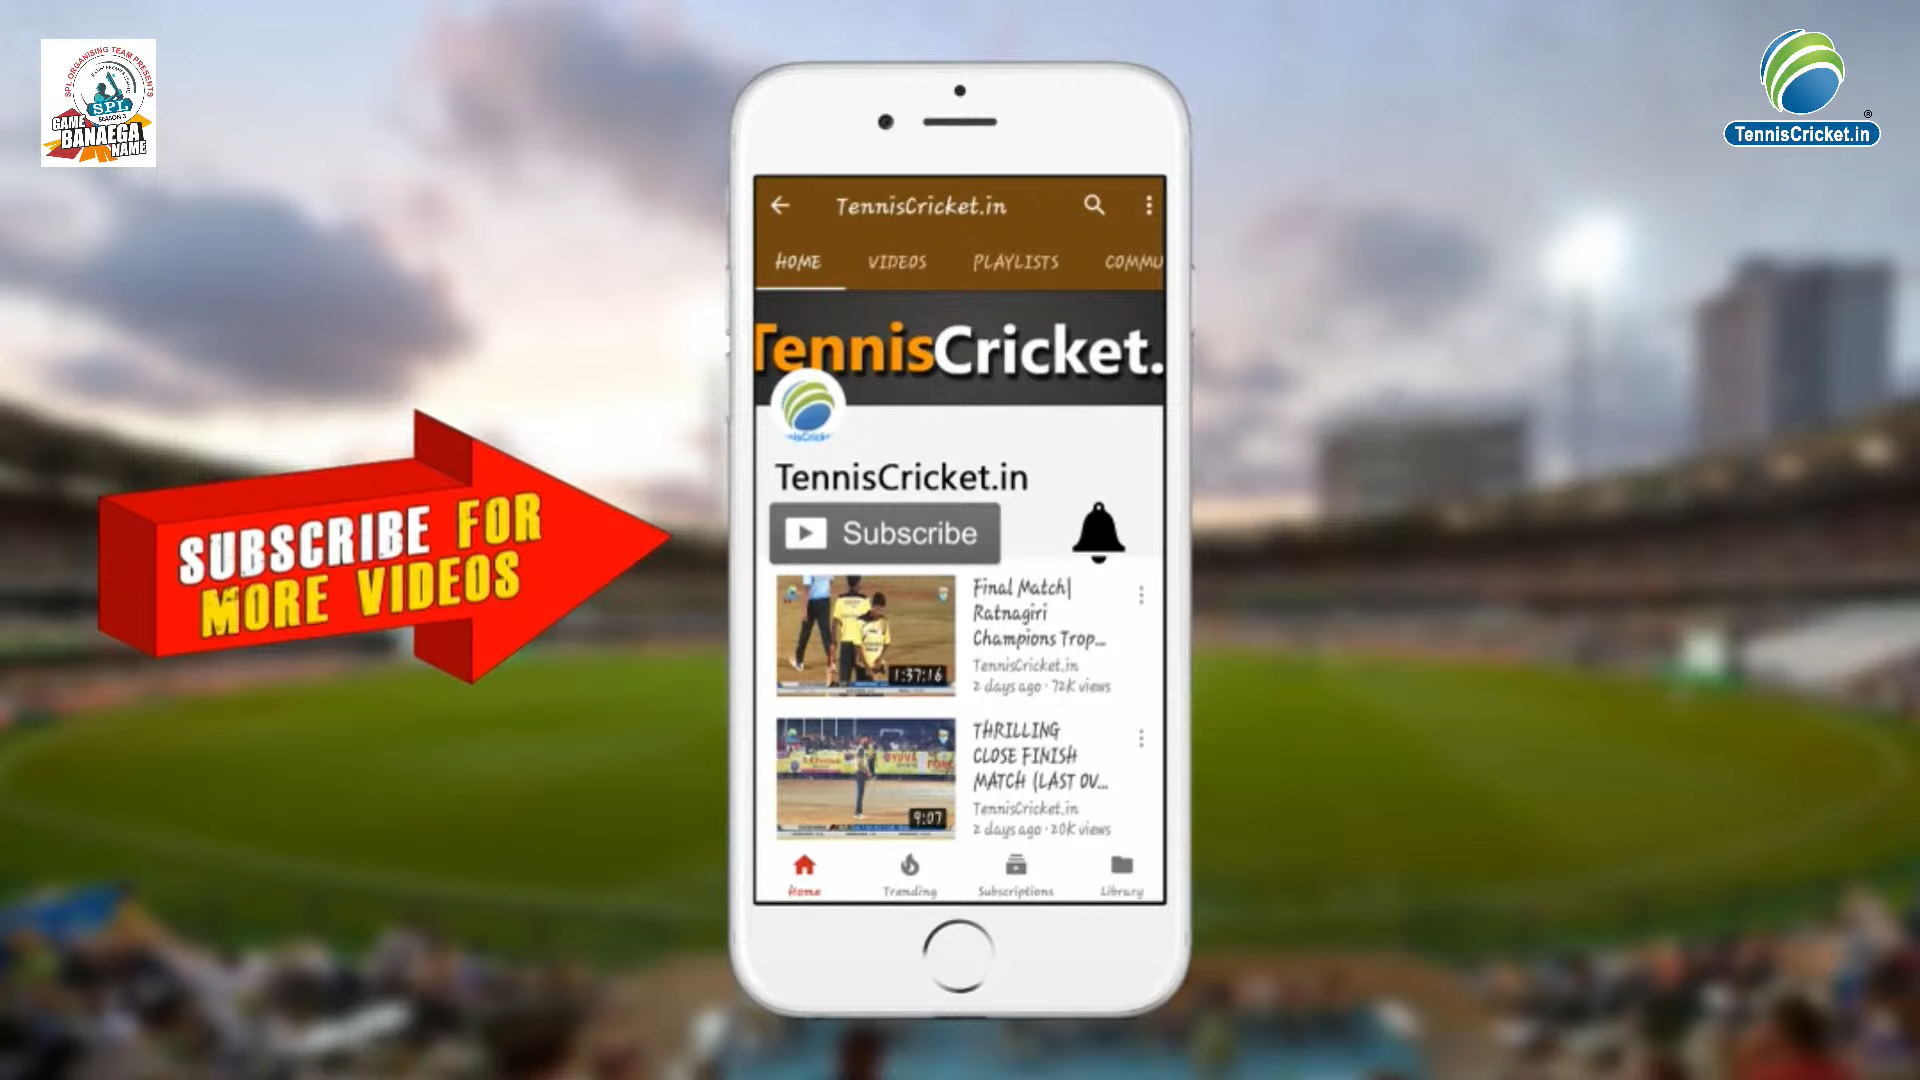 SPL ORGANISING TEAM PRESENTS
SPL
SEASON 3
GAME
BANAEGA
NAME
®
TennisCricket.in
SUBSCRIBE FOR
MORE VIDEOS
TennisCricket.in
HOME VIDEOS PLAYLISTS COMMU
TennisCricket.
TennisCricket.in
Subscribe
Final Match|
Ratnagiri
Champions Trop...
TennisCricket.in
2 days ago · 72K views
1:37:16
THRILLING
CLOSE FINISH
MATCH (LAST OV...
TennisCricket.in
2 days ago · 20K views
9:07
Home Trending Subscriptions Library